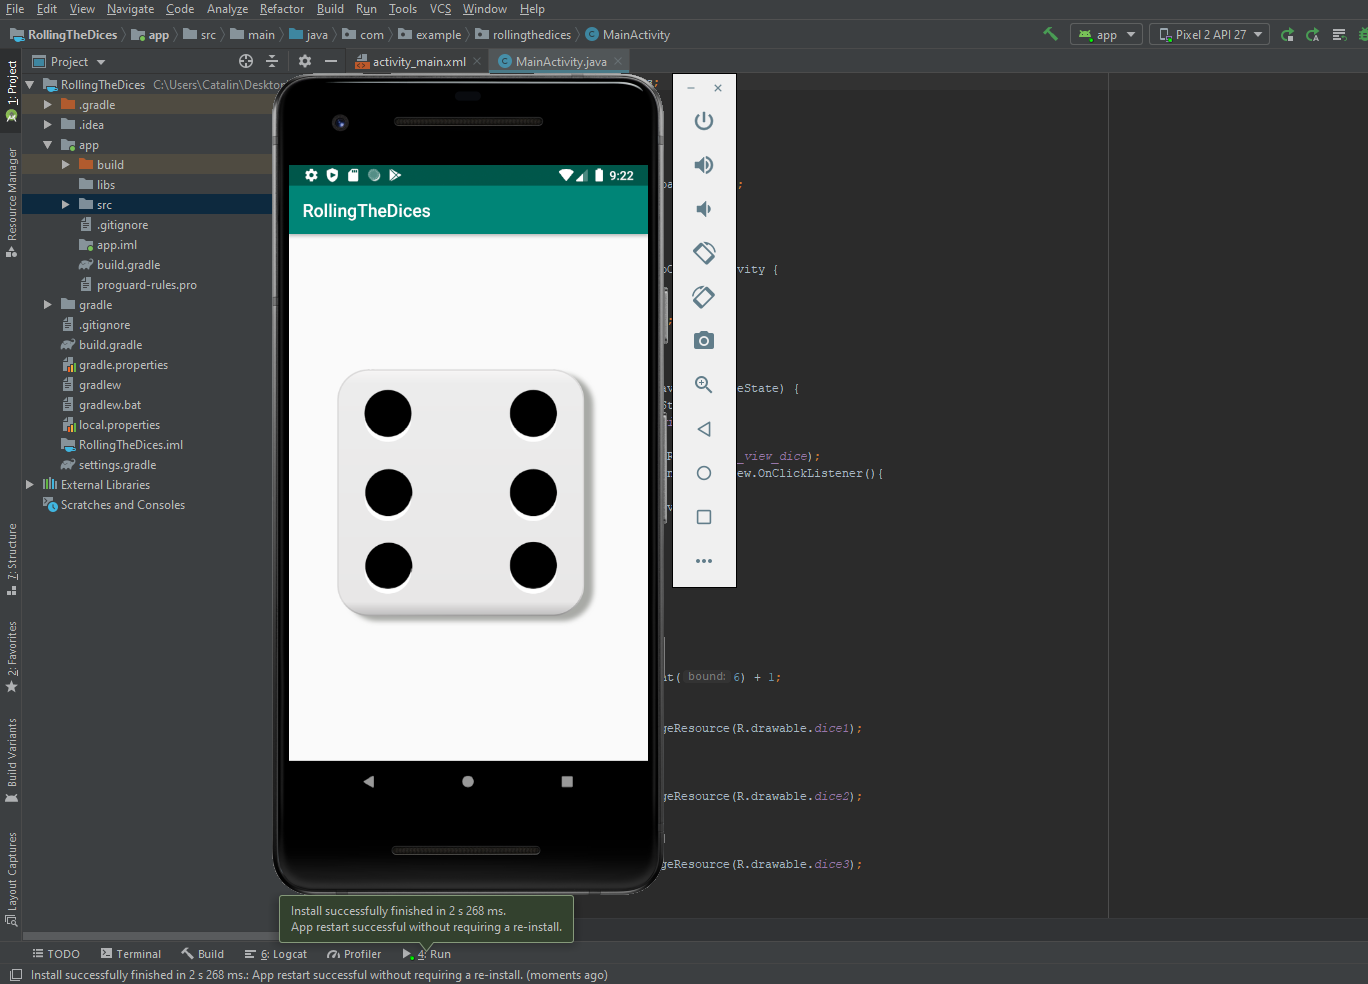 File Edit View Navigate Code Analyze Refactor Build Run Tools VCS Window Help
RollingTheDices app src main java com example rollingthedices MainActivity app Pixel 2 API 27
Project activity_main.xml MainActivity.java
1: Project
Resource Manager
7: Structure
2: Favorites
Build Variants
Layout Captures
RollingTheDices C:\Users\Catalin\Deskto
.gradle
.idea
app
build
libs
src
.gitignore
app.iml
build.gradle
proguard-rules.pro
gradle
.gitignore
build.gradle
gradle.properties
gradlew
gradlew.bat
local.properties
RollingTheDices.iml
settings.gradle
External Libraries
Scratches and Consoles
9:22
RollingTheDices
;
;
vity {
;
eState) {
_view_dice);
ew.OnClickListener(){
t( bound: 6) + 1;
geResource(R.drawable.dice1);
geResource(R.drawable.dice2);
geResource(R.drawable.dice3);
Install successfully finished in 2 s 268 ms.
App restart successful without requiring a re-install.
TODO Terminal Build 6: Logcat Profiler 4: Run
Install successfully finished in 2 s 268 ms.: App restart successful without requiring a re-install. (moments ago)